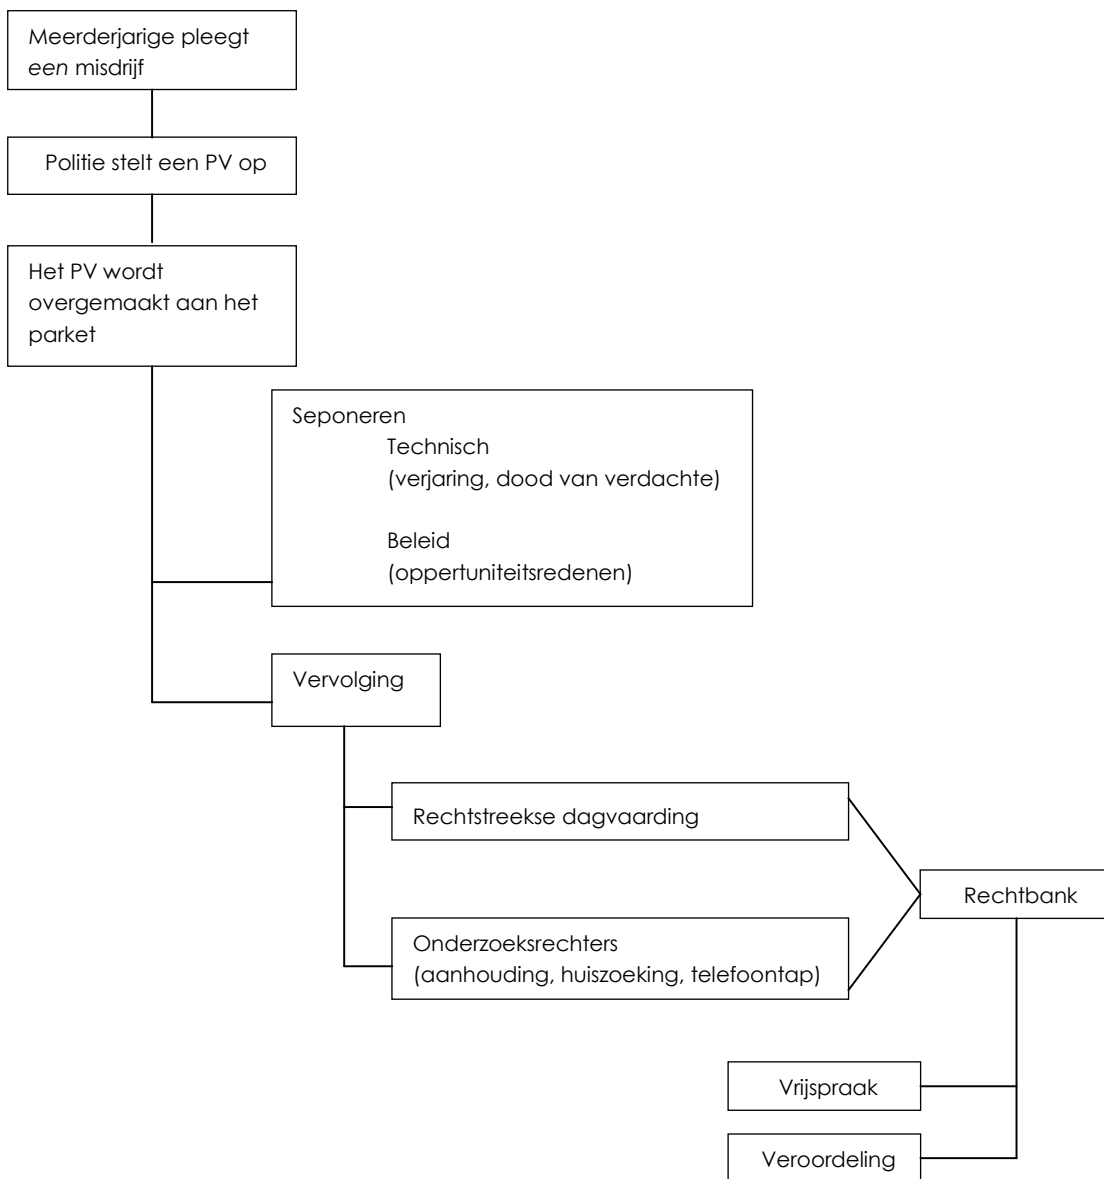 Meerderjarige pleegt
een misdrijf
Politie stelt een PV op
Het PV wordt
overgemaakt aan het
parket
Seponeren
Technisch
(verjaring, dood van verdachte)
Beleid
(oppertuniteitsredenen)
Vervolging
Rechtstreekse dagvaarding
Rechtbank
Onderzoeksrechters
(aanhouding, huiszoeking, telefoontap)
Vrijspraak
Veroordeling